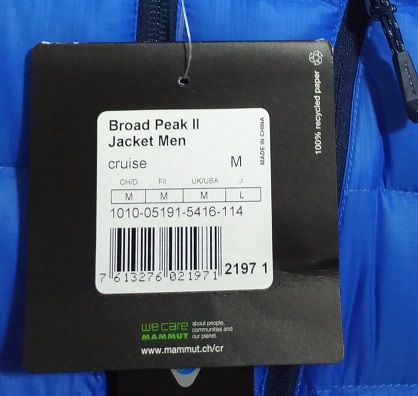 100% recycled paper
Broad Peak II
Jacket Men
cruise M
MADE IN CHINA
CH/D F/I UK/USA J
M M M L
1010-05191-5416-114
7 613276 021971
2197 1
we care about people,
MAMMUT communities and
our planet.
www.mammut.ch/cr